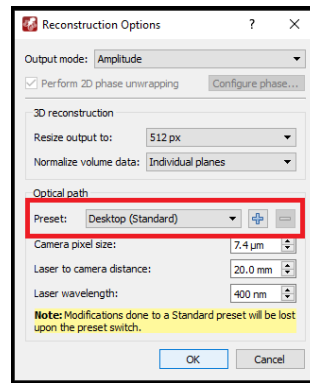 Reconstruction Options ? ×
Output mode: Amplitude
Perform 2D phase unwrapping Configure phase...
3D reconstruction
Resize output to: 512 px
Normalize volume data: Individual planes
Optical path
Preset: Desktop (Standard)
Camera pixel size: 7.4 µm
Laser to camera distance: 20.0 mm
Laser wavelength: 400 nm
Note: Modifications done to a Standard preset will be lost
upon the preset switch.
OK Cancel